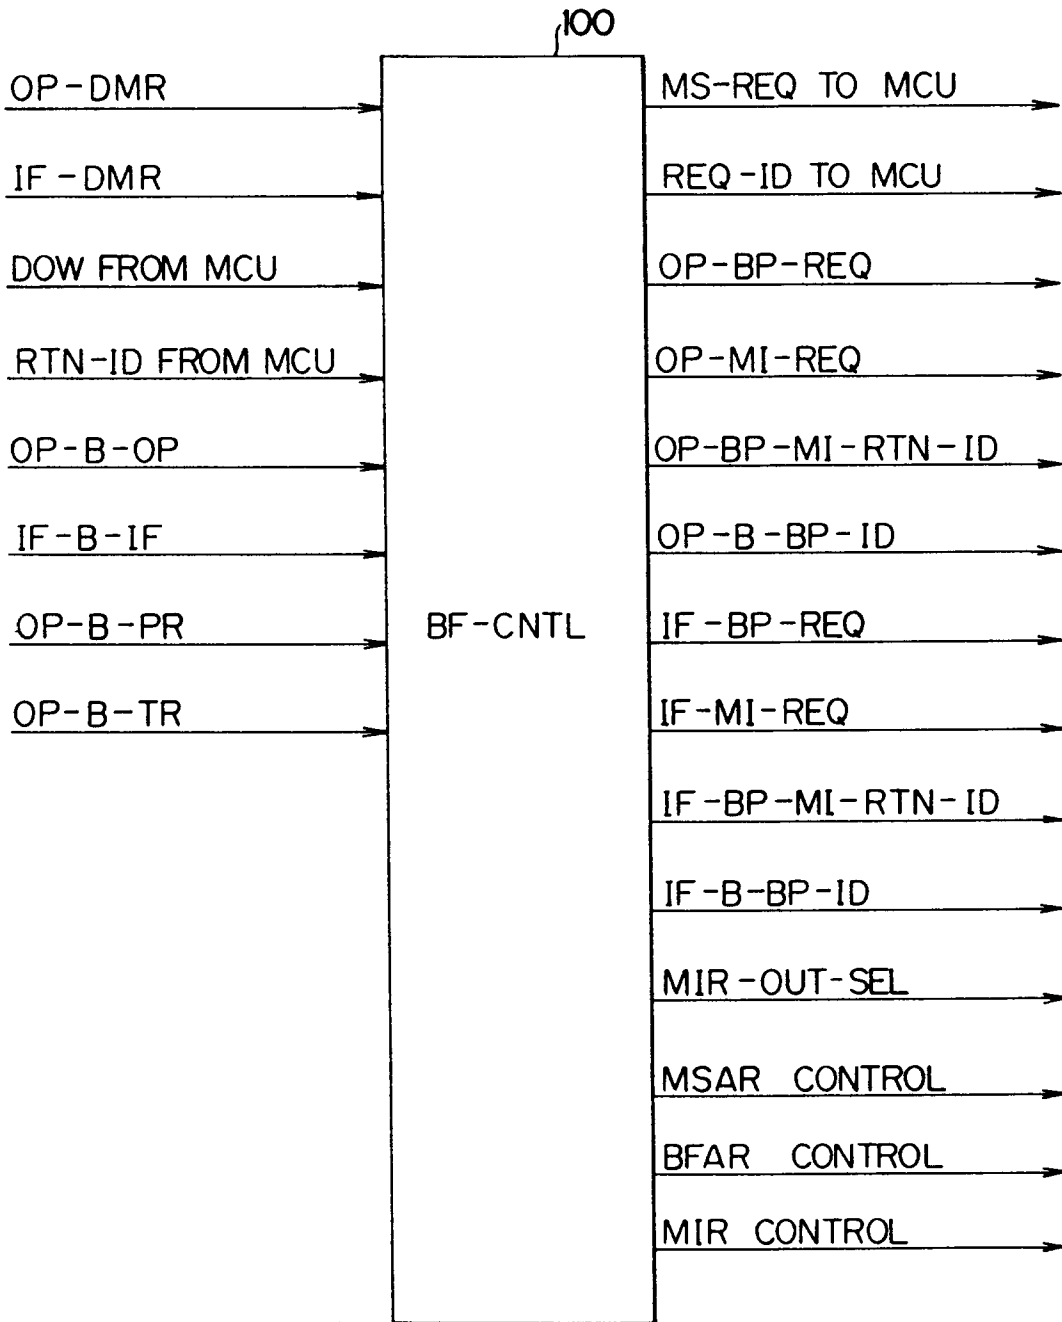 100
OP-DMR
IF-DMR
DOW FROM MCU
RTN-ID FROM MCU
OP-B-OP
IF-B-IF
OP-B-PR
OP-B-TR
BF-CNTL
MS-REQ TO MCU
REQ-ID TO MCU
OP-BP-REQ
OP-MI-REQ
OP-BP-MI-RTN-ID
OP-B-BP-ID
IF-BP-REQ
IF-MI-REQ
IF-BP-MI-RTN-ID
IF-B-BP-ID
MIR-OUT-SEL
MSAR CONTROL
BFAR CONTROL
MIR CONTROL